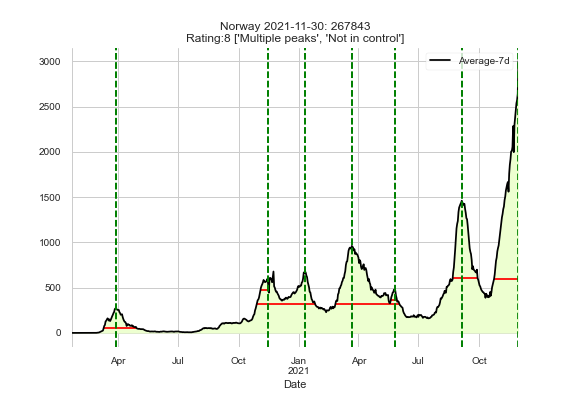 Norway 2021-11-30: 267843
Rating:8 ['Multiple peaks', 'Not in control']
Average-7d
3000
2500
2000
1500
1000
500
0
Apr Jul Oct Jan Apr Jul Oct
2021
Date